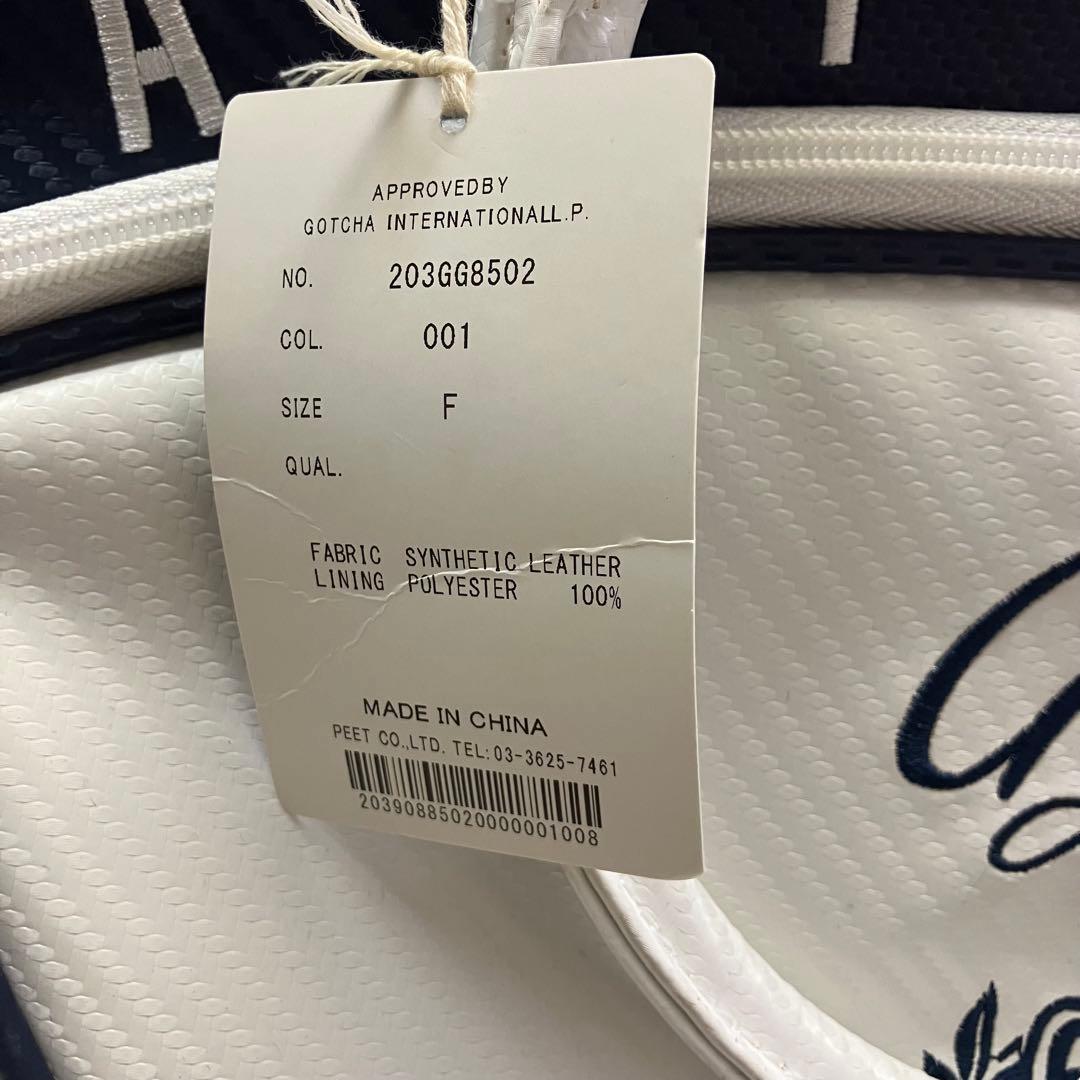 A
APPROVEDBY
GOTCHA INTERNATIONALL.P.
NO. 203GG8502
COL. 001
SIZE F
QUAL.
FABRIC SYNTHETIC LEATHER
LINING POLYESTER 100%
MADE IN CHINA
PEET CO.,LTD. TEL:03-3625-7461
20390885020000001008